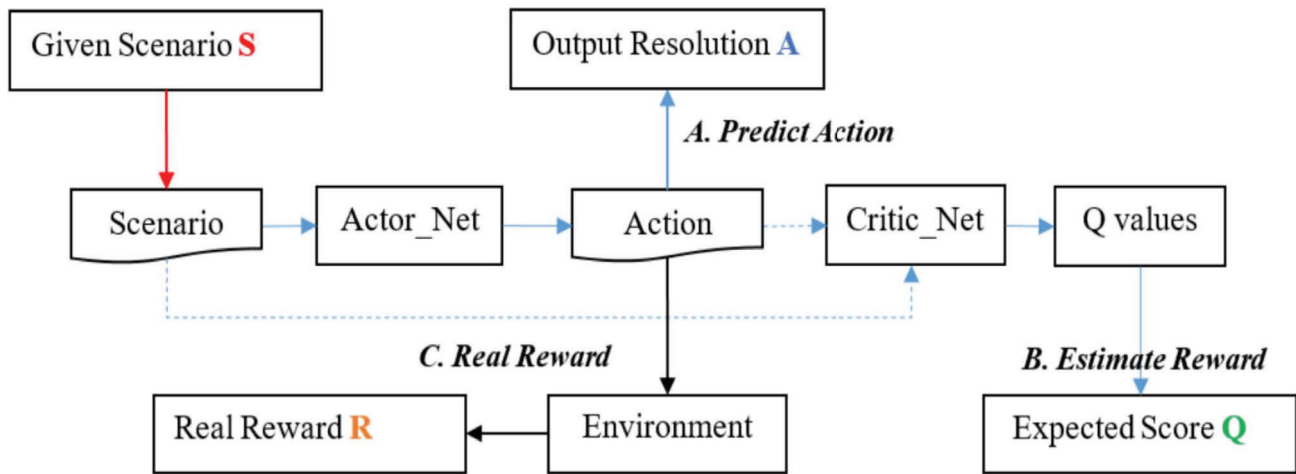 Given Scenario S
Output Resolution A
A. Predict Action
Scenario
Actor_Net
Action
Critic_Net
Q values
C. Real Reward
B. Estimate Reward
Real Reward R
Environment
Expected Score Q